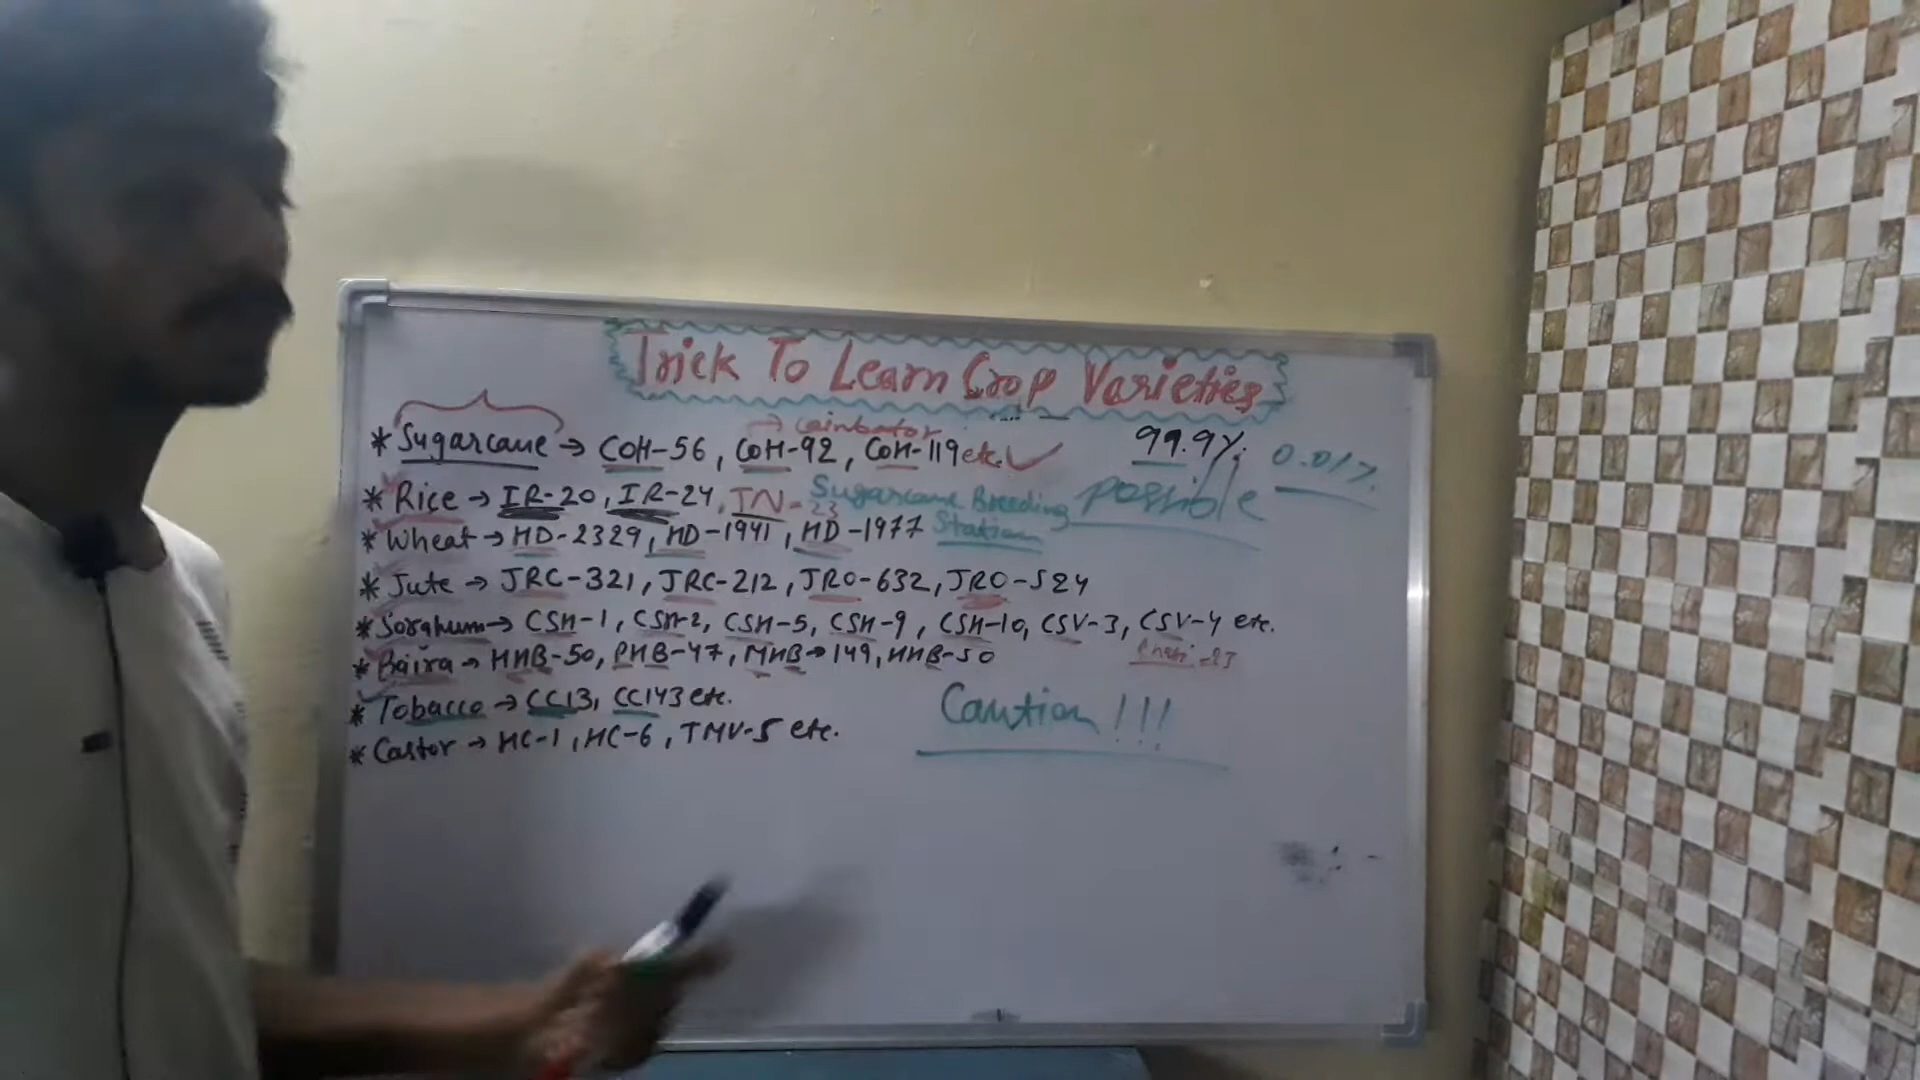 Trick To Learn Crop Varieties
→ Cainbator
* Sugarcane → COH-56, COH-92, COH-119 etc. ✓
99.9%
0.01%
possible
* Rice → IR-20, IR-24, TN-23
Sugarcane Breeding
Station
* Wheat → HD-2329, HD-1941, HD-1977
* Jute → JRC-321, JRC-212, JRO-632, JRO-524
* Sorghum → CSH-1, CSH-2, CSH-5, CSH-9, CSH-10, CSV-3, CSV-4 etc.
* Bajra → HHB-50, PHB-47, MHB→149, HHB-50
-23
* Tobacco → CC13, CC143 etc.
Caution !!!
* Castor → HC-1, HC-6, TMV-5 etc.